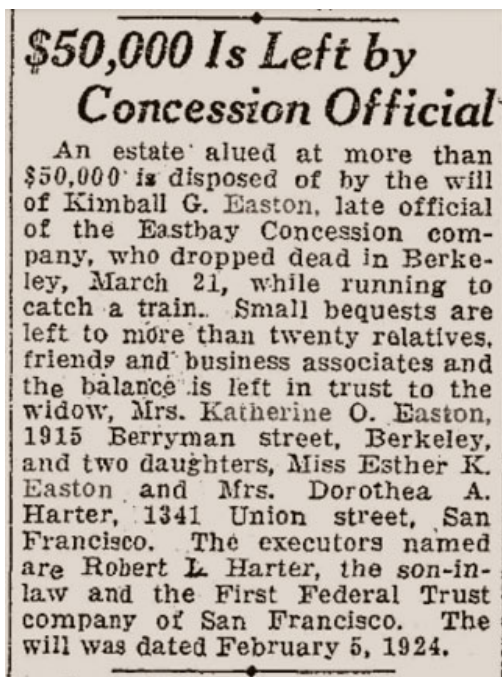 $50,000 Is Left by
Concession Official
An estate alued at more than
$50,000 is disposed of by the will
of Kimball G. Easton, late official
of the Eastbay Concession com-
pany, who dropped dead in Berke-
ley, March 21, while running to
catch a train. Small bequests are
left to more than twenty relatives,
friends and business associates and
the balance is left in trust to the
widow, Mrs. Katherine O. Easton,
1915 Berryman street, Berkeley,
and two daughters, Miss Esther K.
Easton and Mrs. Dorothea A.
Harter, 1341 Union street, San
Francisco. The executors named
are Robert L. Harter, the son-in-
law and the First Federal Trust
company of San Francisco. The
will was dated February 5, 1924.